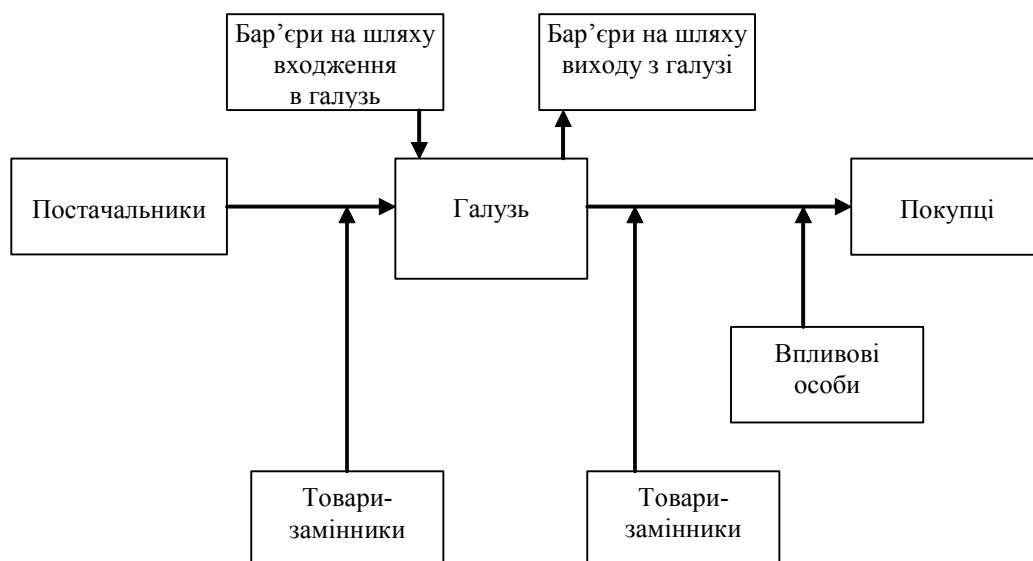 Бар’єри на шляху
входження
в галузь
Бар’єри на шляху
виходу з галузі
Постачальники
Галузь
Покупці
Впливові
особи
Товари-
замінники
Товари-
замінники